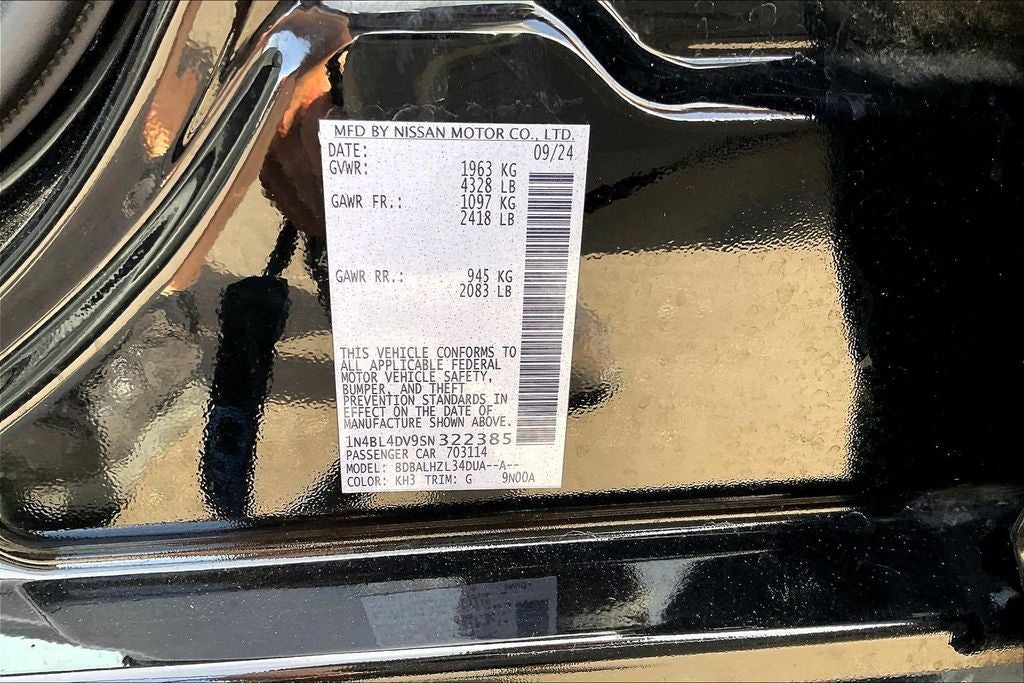 MFD BY NISSAN MOTOR CO., LTD.
DATE: 09/24
GVWR: 1963 KG
4328 LB
GAWR FR.: 1097 KG
2418 LB
GAWR RR.: 945 KG
2083 LB
THIS VEHICLE CONFORMS TO
ALL APPLICABLE FEDERAL
MOTOR VEHICLE SAFETY,
BUMPER, AND THEFT
PREVENTION STANDARDS IN
EFFECT ON THE DATE OF
MANUFACTURE SHOWN ABOVE.
1N4BL4DV9SN322385
PASSENGER CAR 703114
MODEL: BDBALHZL34DUA--A--
COLOR: KH3 TRIM: G 9N00A